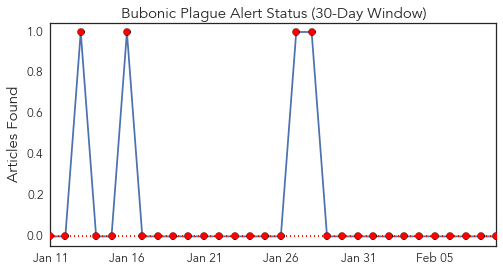 Bubonic Plague Alert Status (30-Day Window)
Articles Found
1.0
0.8
0.6
0.4
0.2
0.0
Jan 11 Jan 16 Jan 21 Jan 26 Jan 31 Feb 05